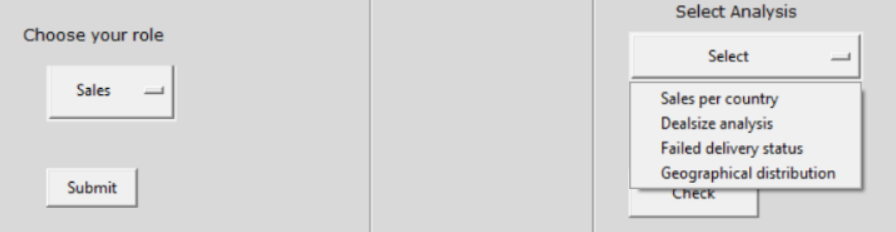 Choose your role
Sales
Submit
Select Analysis
Select
Sales per country
Dealsize analysis
Failed delivery status
Geographical distribution
Check